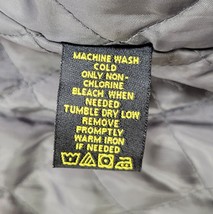 MACHINE WASH
COLD
ONLY NON-
CHLORINE
BLEACH WHEN
NEEDED
TUMBLE DRY LOW
REMOVE
PROMPTLY
WARM IRON
IF NEEDED